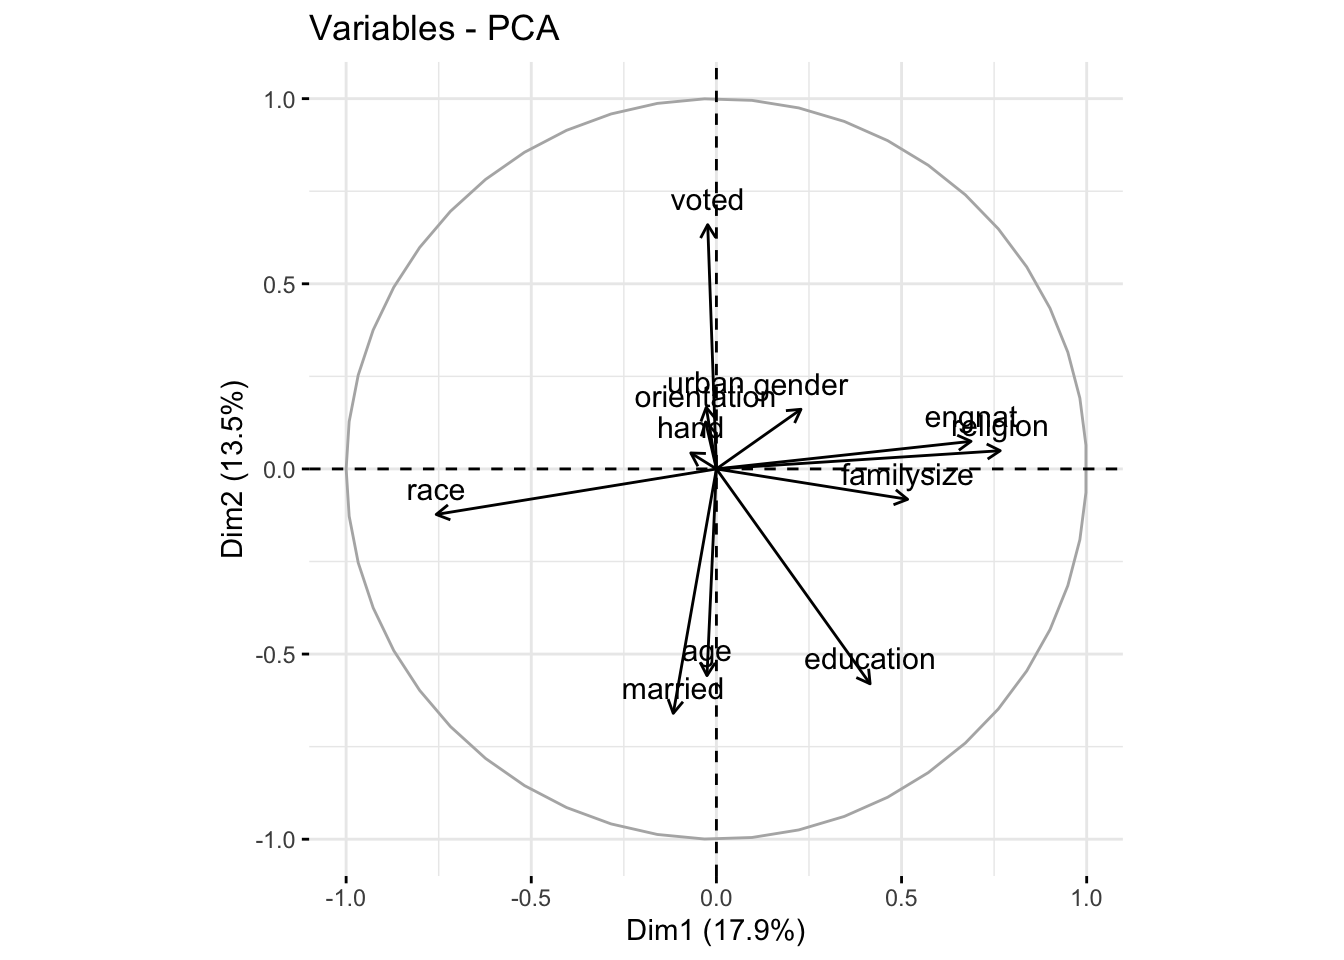 Variables - PCA
1.0
voted
0.5
urban
gender
orientation
engnat
religion
hand
0.0
familysize
race
Dim2 (13.5%)
-0.5
age
education
married
-1.0
-1.0 -0.5 0.0 0.5 1.0
Dim1 (17.9%)